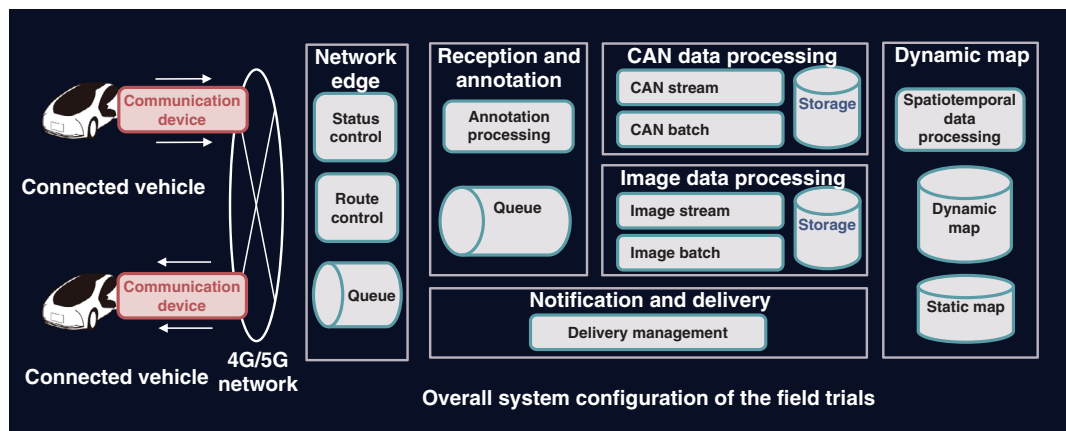 Communication
device
Connected vehicle
Communication
device
Connected vehicle
4G/5G
network
Network
edge
Status
control
Route
control
Queue
Reception and
annotation
Annotation
processing
Queue
CAN data processing
CAN stream
CAN batch
Storage
Image data processing
Image stream
Image batch
Storage
Notification and delivery
Delivery management
Dynamic map
Spatiotemporal
data
processing
Dynamic
map
Static map
Overall system configuration of the field trials